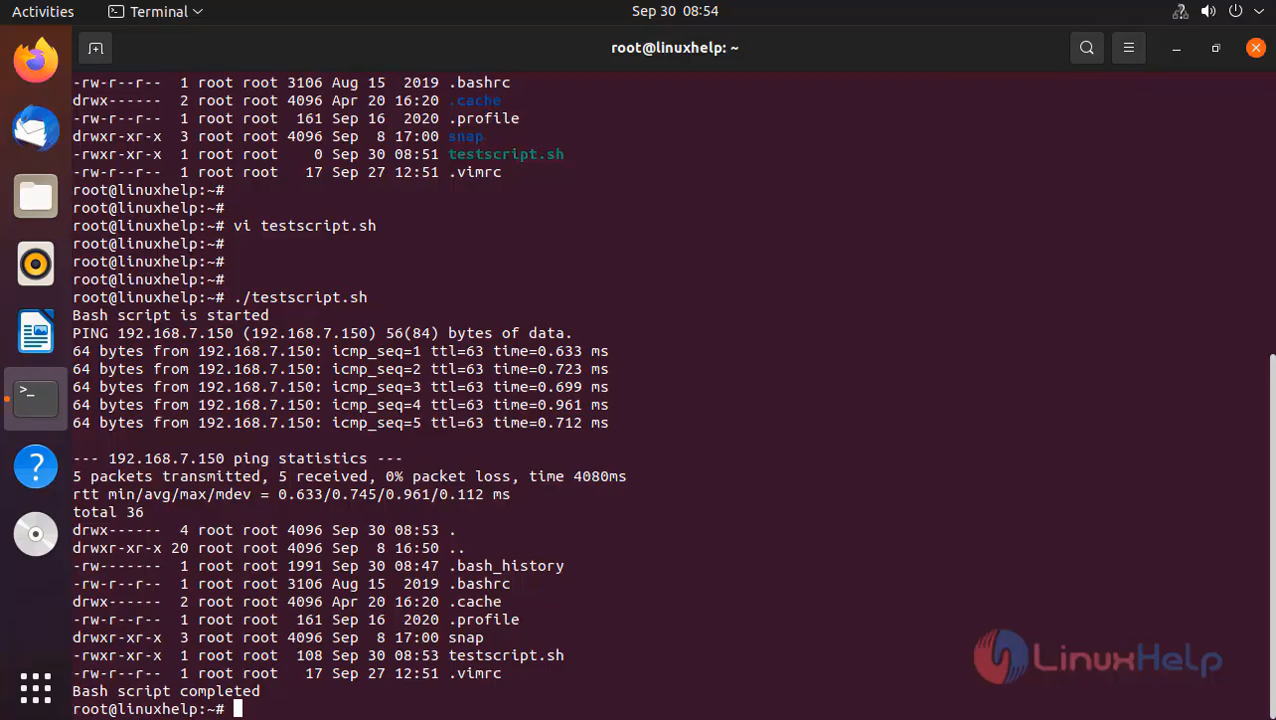 Activities Terminal Sep 30 08:54
root@linuxhelp: ~
-rw-r--r-- 1 root root 3106 Aug 15 2019 .bashrc
drwx------ 2 root root 4096 Apr 20 16:20 .cache
-rw-r--r-- 1 root root 161 Sep 16 2020 .profile
drwxr-xr-x 3 root root 4096 Sep 8 17:00 snap
-rwxr-xr-x 1 root root 0 Sep 30 08:51 testscript.sh
-rw-r--r-- 1 root root 17 Sep 27 12:51 .vimrc
root@linuxhelp:~#
root@linuxhelp:~#
root@linuxhelp:~# vi testscript.sh
root@linuxhelp:~#
root@linuxhelp:~#
root@linuxhelp:~#
root@linuxhelp:~# ./testscript.sh
Bash script is started
PING 192.168.7.150 (192.168.7.150) 56(84) bytes of data.
64 bytes from 192.168.7.150: icmp_seq=1 ttl=63 time=0.633 ms
64 bytes from 192.168.7.150: icmp_seq=2 ttl=63 time=0.723 ms
64 bytes from 192.168.7.150: icmp_seq=3 ttl=63 time=0.699 ms
64 bytes from 192.168.7.150: icmp_seq=4 ttl=63 time=0.961 ms
64 bytes from 192.168.7.150: icmp_seq=5 ttl=63 time=0.712 ms
--- 192.168.7.150 ping statistics ---
5 packets transmitted, 5 received, 0% packet loss, time 4080ms
rtt min/avg/max/mdev = 0.633/0.745/0.961/0.112 ms
total 36
drwx------ 4 root root 4096 Sep 30 08:53 .
drwxr-xr-x 20 root root 4096 Sep 8 16:50 ..
-rw------- 1 root root 1991 Sep 30 08:47 .bash_history
-rw-r--r-- 1 root root 3106 Aug 15 2019 .bashrc
drwx------ 2 root root 4096 Apr 20 16:20 .cache
-rw-r--r-- 1 root root 161 Sep 16 2020 .profile
drwxr-xr-x 3 root root 4096 Sep 8 17:00 snap
-rwxr-xr-x 1 root root 108 Sep 30 08:53 testscript.sh
-rw-r--r-- 1 root root 17 Sep 27 12:51 .vimrc
Bash script completed
root@linuxhelp:~#
LinuxHelp